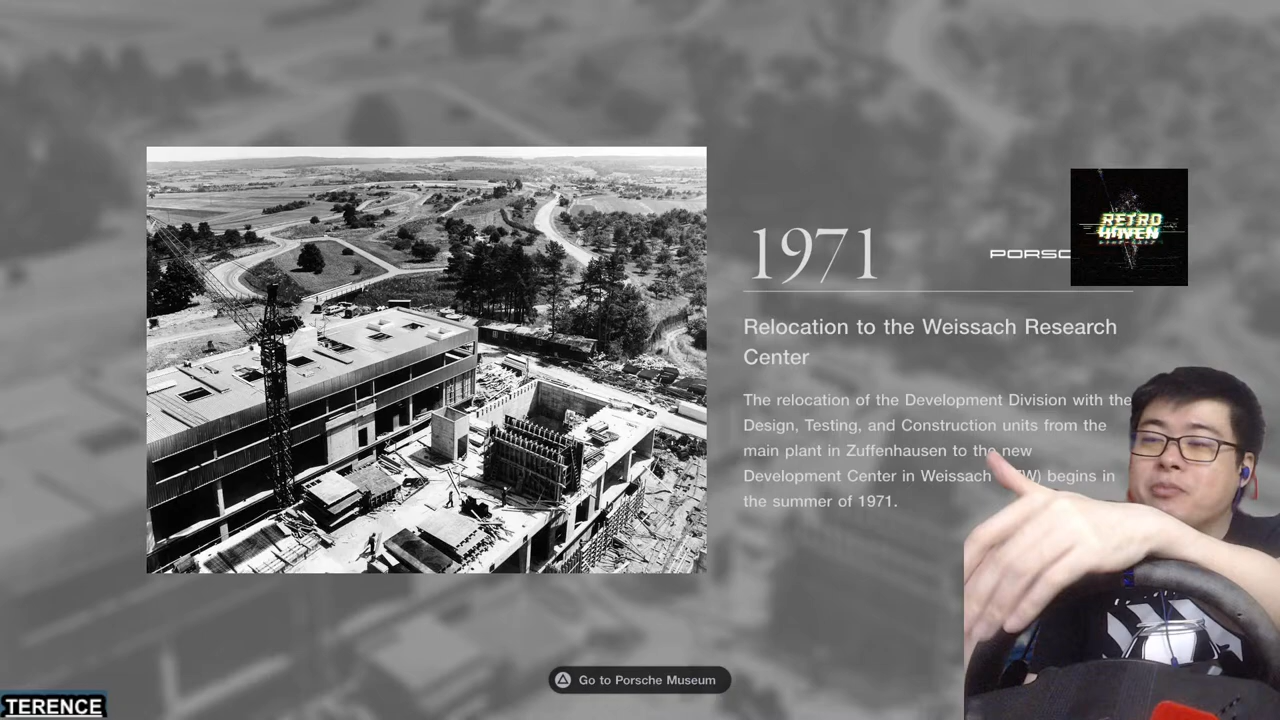 1971
PORSC
RETRO
HAVEN
Relocation to the Weissach Research
Center
The relocation of the Development Division with the
Design, Testing, and Construction units from the
main plant in Zuffenhausen to the new
Development Center in Weissach W) begins in
the summer of 1971.
Go to Porsche Museum
TERENCE